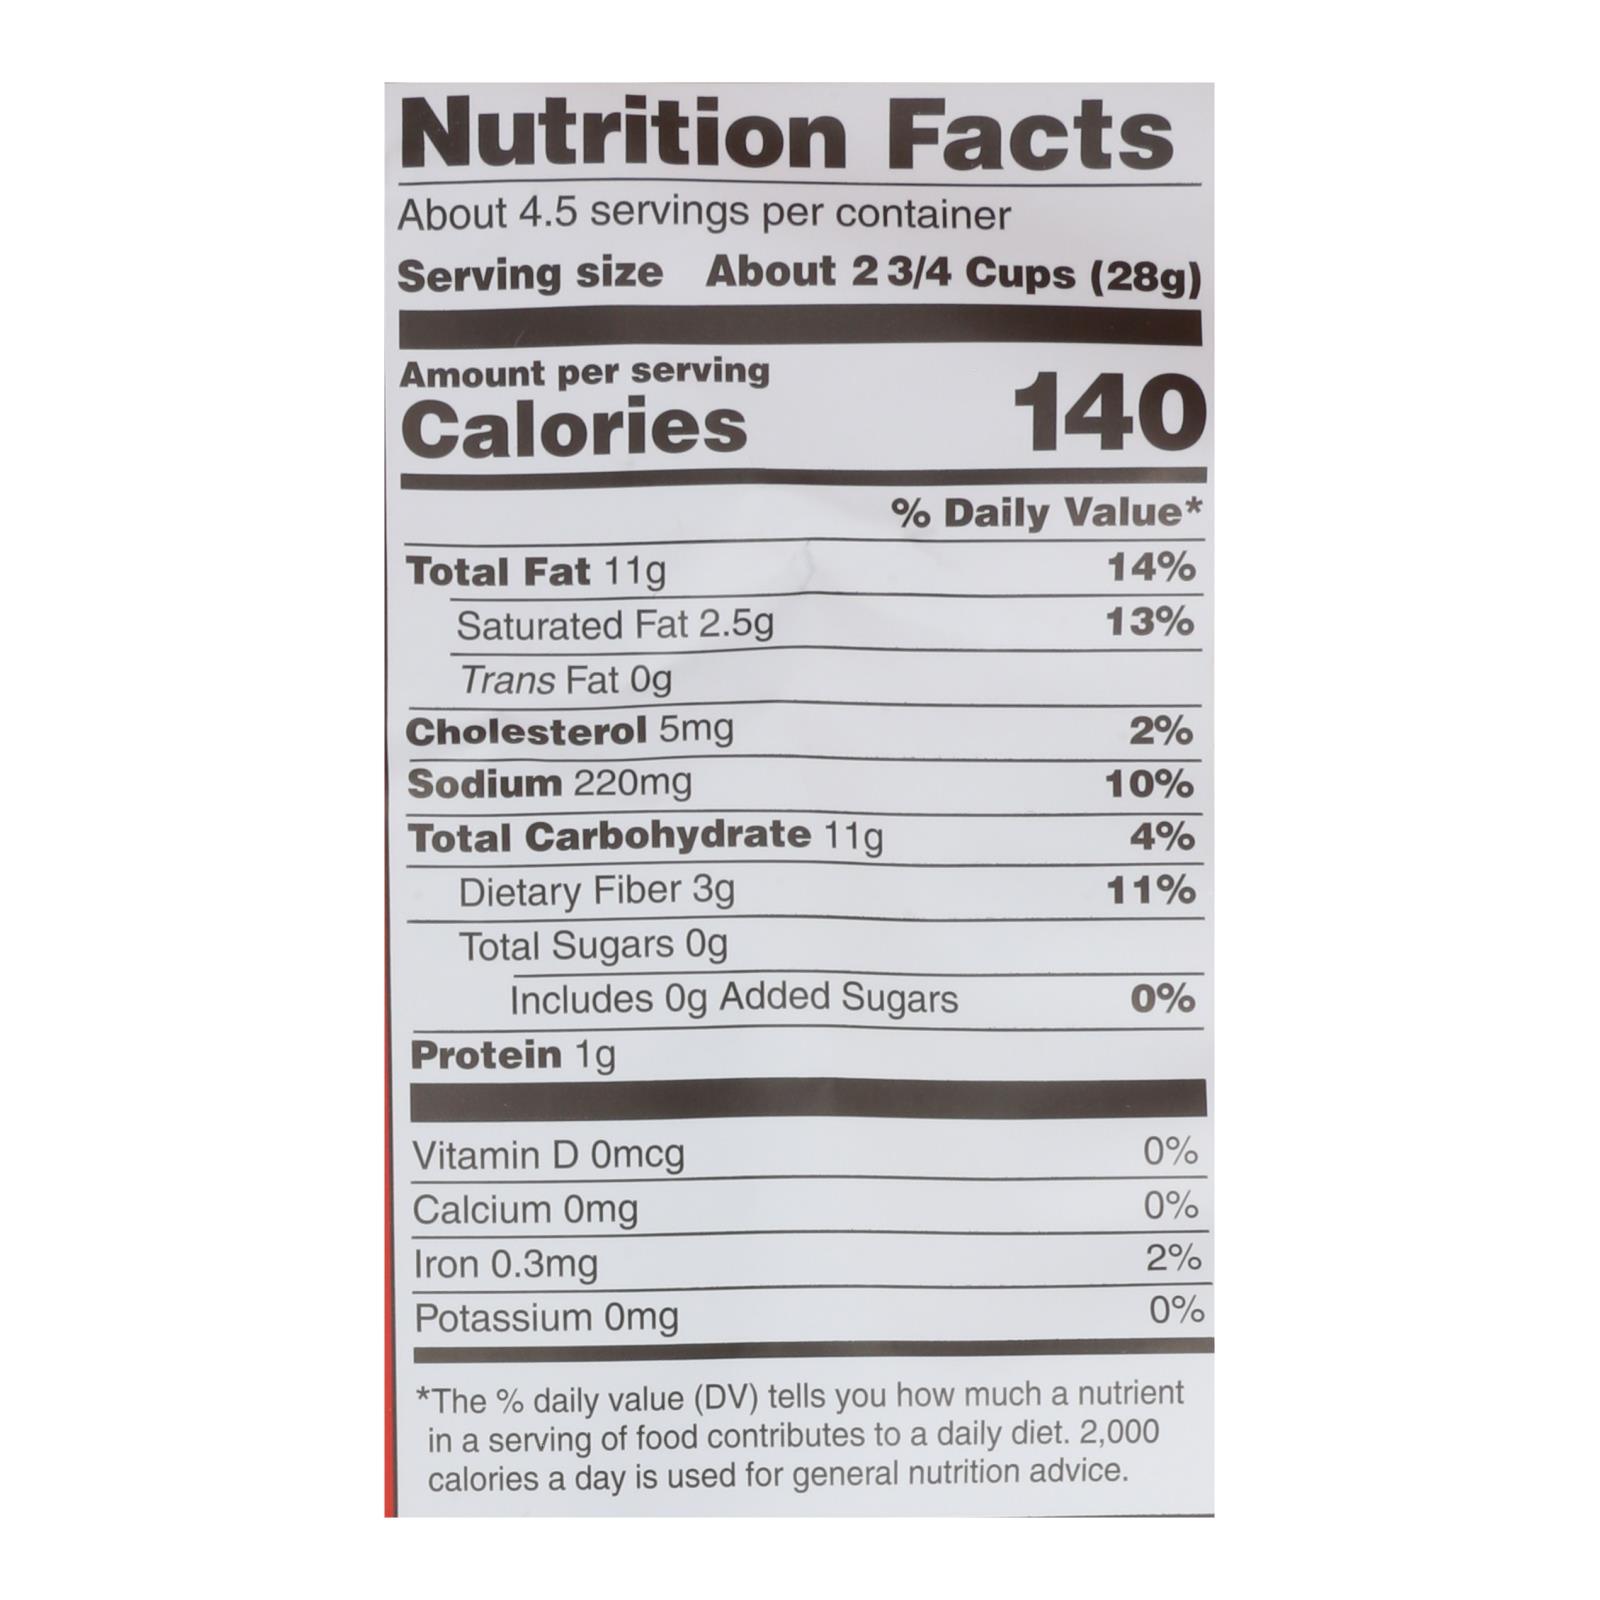 Nutrition Facts
About 4.5 servings per container
Serving size About 2 3/4 Cups (28g)
Amount per serving
Calories 140
% Daily Value*
Total Fat 11g 14%
Saturated Fat 2.5g 13%
Trans Fat 0g
Cholesterol 5mg 2%
Sodium 220mg 10%
Total Carbohydrate 11g 4%
Dietary Fiber 3g 11%
Total Sugars 0g
Includes 0g Added Sugars 0%
Protein 1g
Vitamin D 0mcg 0%
Calcium 0mg 0%
Iron 0.3mg 2%
Potassium 0mg 0%
*The % daily value (DV) tells you how much a nutrient
in a serving of food contributes to a daily diet. 2,000
calories a day is used for general nutrition advice.